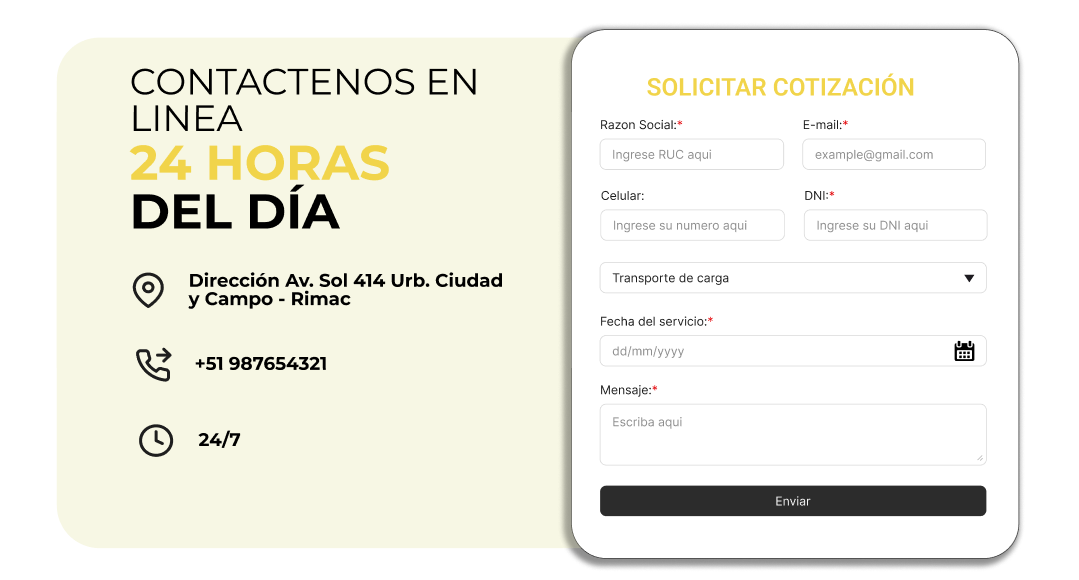 CONTACTENOS EN
LINEA
24 HORAS
DEL DÍA
Dirección Av. Sol 414 Urb. Ciudad
y Campo - Rimac
+51 987654321
24/7
SOLICITAR COTIZACIÓN
Razon Social:*
E-mail:*
Ingrese RUC aqui
example@gmail.com
Celular:
DNI:*
Ingrese su numero aqui
Ingrese su DNI aqui
Transporte de carga
Fecha del servicio:*
dd/mm/yyyy
Mensaje:*
Escriba aqui
Enviar